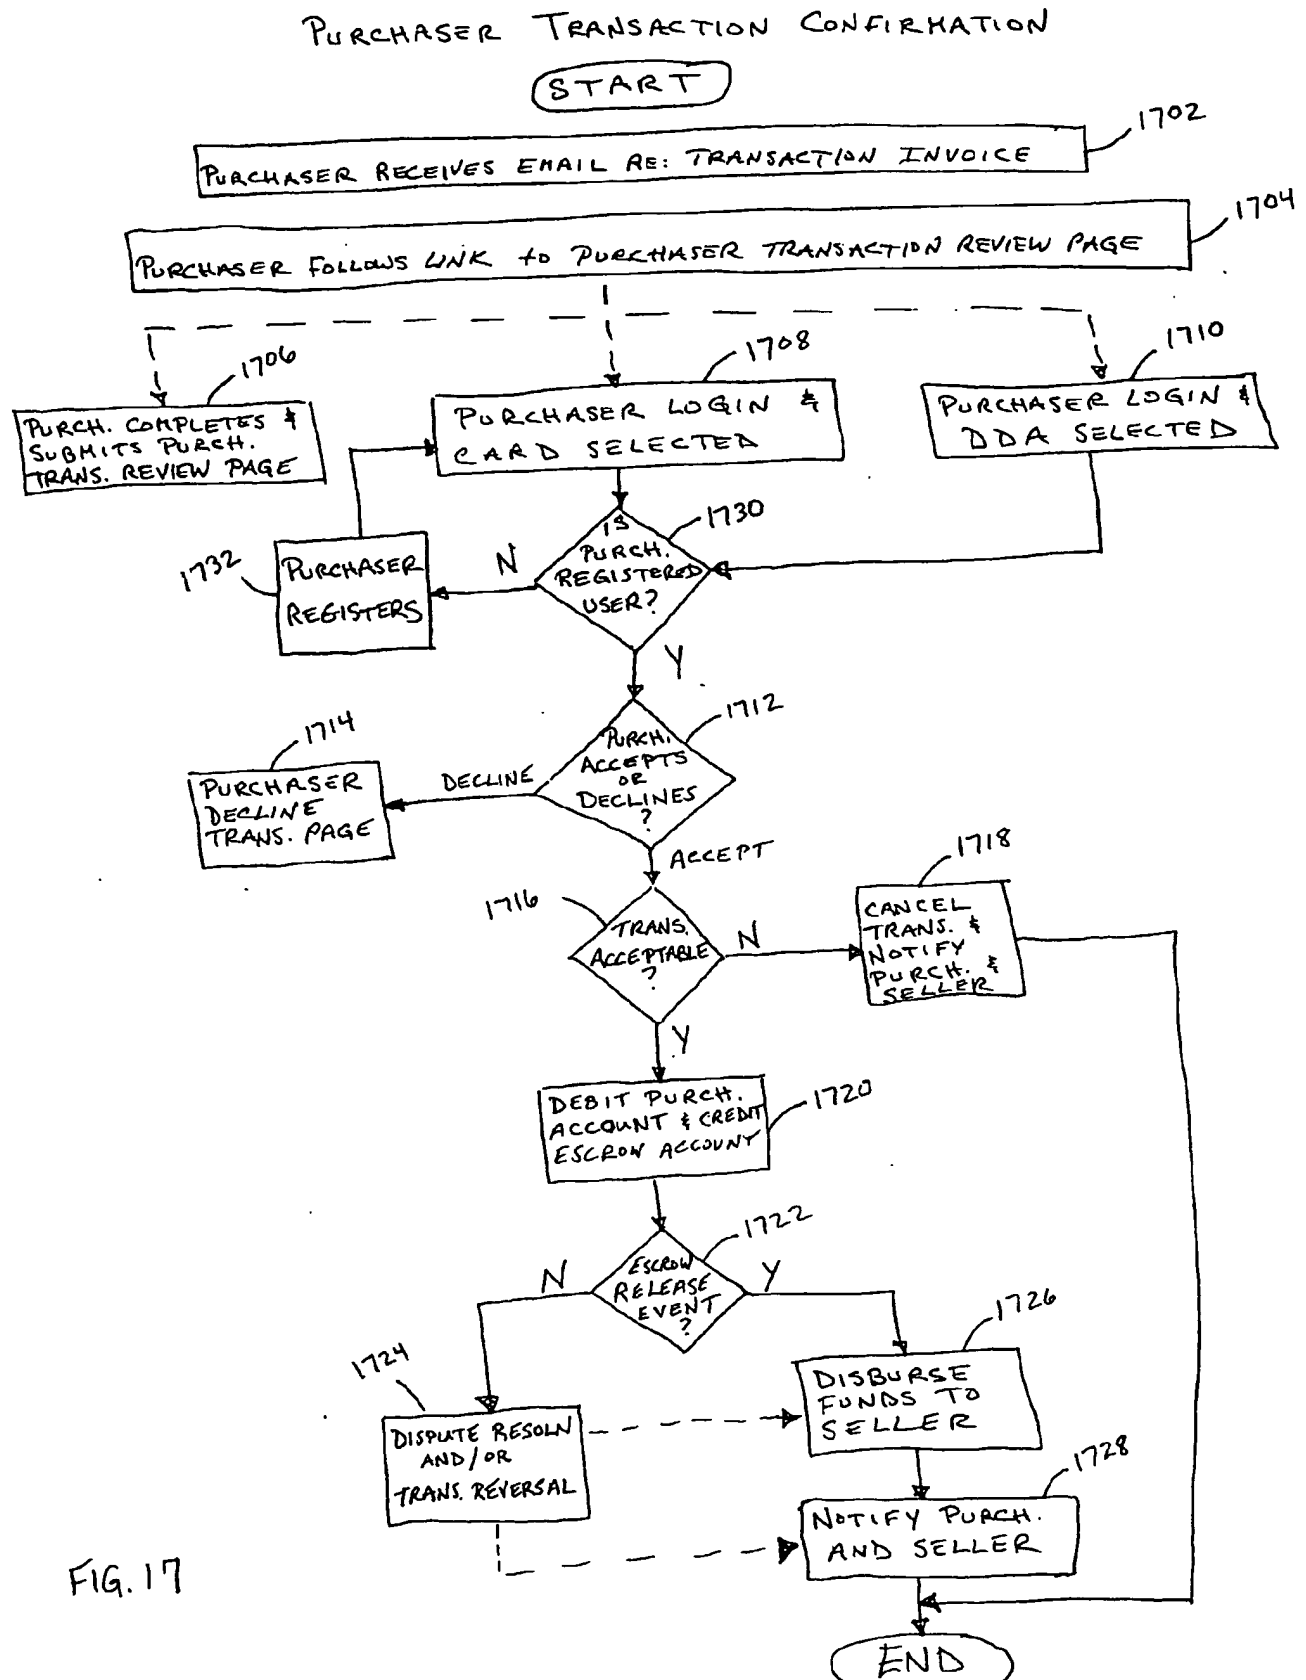 PURCHASER TRANSACTION CONFIRMATION
START
1702
PURCHASER RECEIVES EMAIL RE: TRANSACTION INVOICE
1704
PURCHASER FOLLOWS LINK to PURCHASER TRANSACTION REVIEW PAGE
1706
PURCH. COMPLETES &
SUBMITS PURCH.
TRANS. REVIEW PAGE
1708
PURCHASER LOGIN &
CARD SELECTED
1710
PURCHASER LOGIN &
DDA SELECTED
1730
IS
PURCH.
REGISTERED
USER?
N
Y
1732
PURCHASER
REGISTERS
1712
PURCH.
ACCEPTS
OR
DECLINES
?
DECLINE
ACCEPT
1714
PURCHASER
DECLINE
TRANS. PAGE
1716
TRANS.
ACCEPTABLE
?
N
Y
1718
CANCEL
TRANS. &
NOTIFY
PURCH. &
SELLER
1720
DEBIT PURCH.
ACCOUNT & CREDIT
ESCROW ACCOUNT
1722
ESCROW
RELEASE
EVENT
?
N
Y
1724
DISPUTE RESOLN
AND/OR
TRANS. REVERSAL
1726
DISBURSE
FUNDS TO
SELLER
1728
NOTIFY PURCH.
AND SELLER
FIG. 17
END